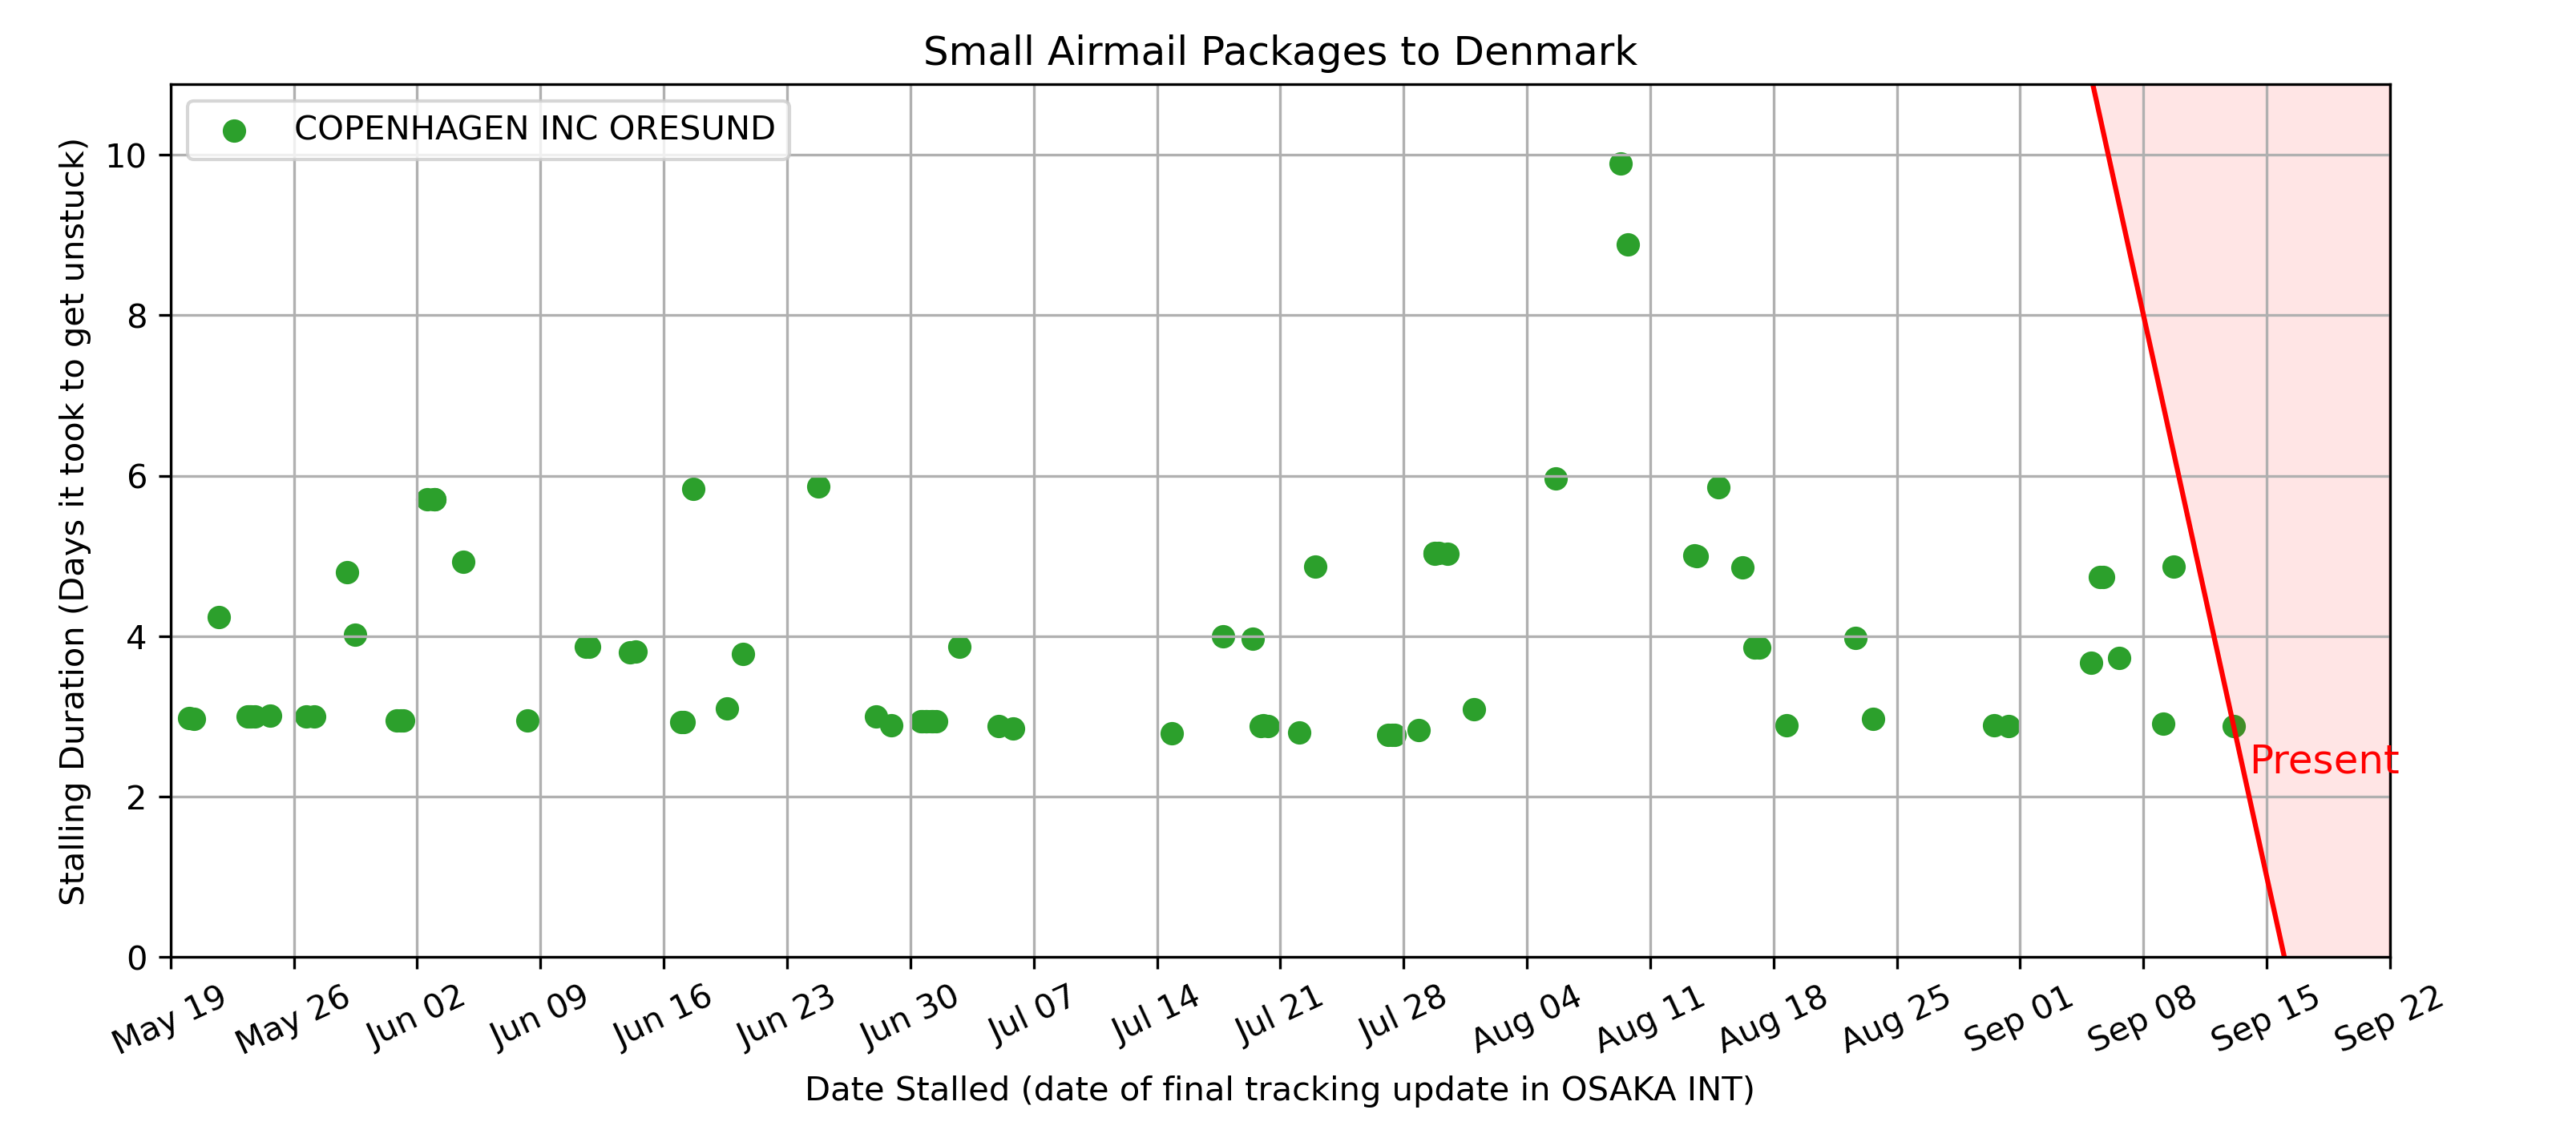 Small Airmail Packages to Denmark
COPENHAGEN INC ORESUND
Stalling Duration (Days it took to get unstuck)
10
8
6
4
2
0
Present
May 19 May 26 Jun 02 Jun 09 Jun 16 Jun 23 Jun 30 Jul 07 Jul 14 Jul 21 Jul 28 Aug 04 Aug 11 Aug 18 Aug 25 Sep 01 Sep 08 Sep 15 Sep 22
Date Stalled (date of final tracking update in OSAKA INT)